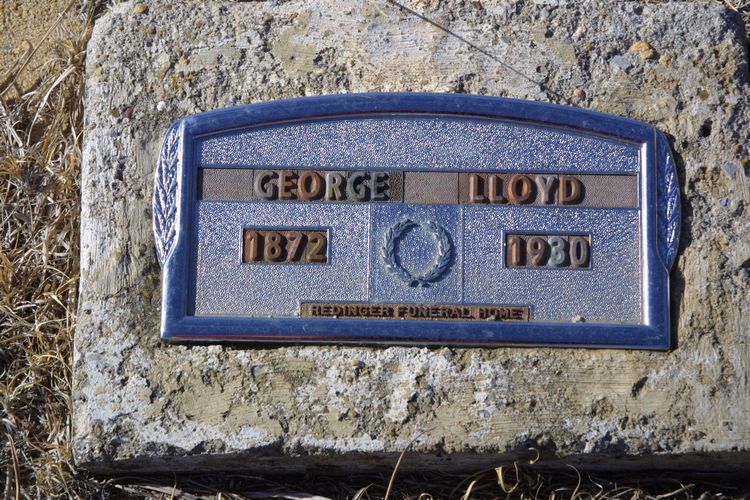 GEORGE LLOYD
1872 1930
REDINGER FUNERAL HOME